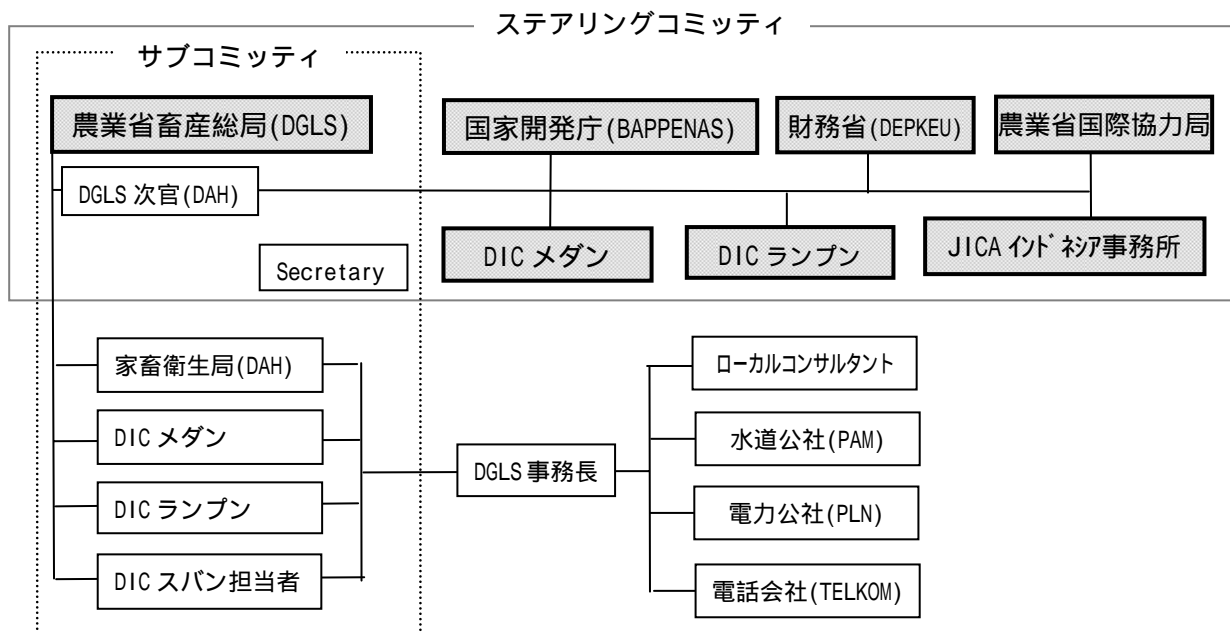 ステアリングコミッティ
サブコミッティ
農業省畜産総局(DGLS)
国家開発庁(BAPPENAS)
財務省(DEPKEU)
農業省国際協力局
DGLS 次官(DAH)
DIC メダン
DIC ランプン
JICA ｲﾝﾄﾞﾈｼｱ事務所
Secretary
家畜衛生局(DAH)
ローカルコンサルタント
DIC メダン
水道公社(PAM)
DGLS 事務長
DIC ランプン
電力公社(PLN)
DIC スバン担当者
電話会社(TELKOM)